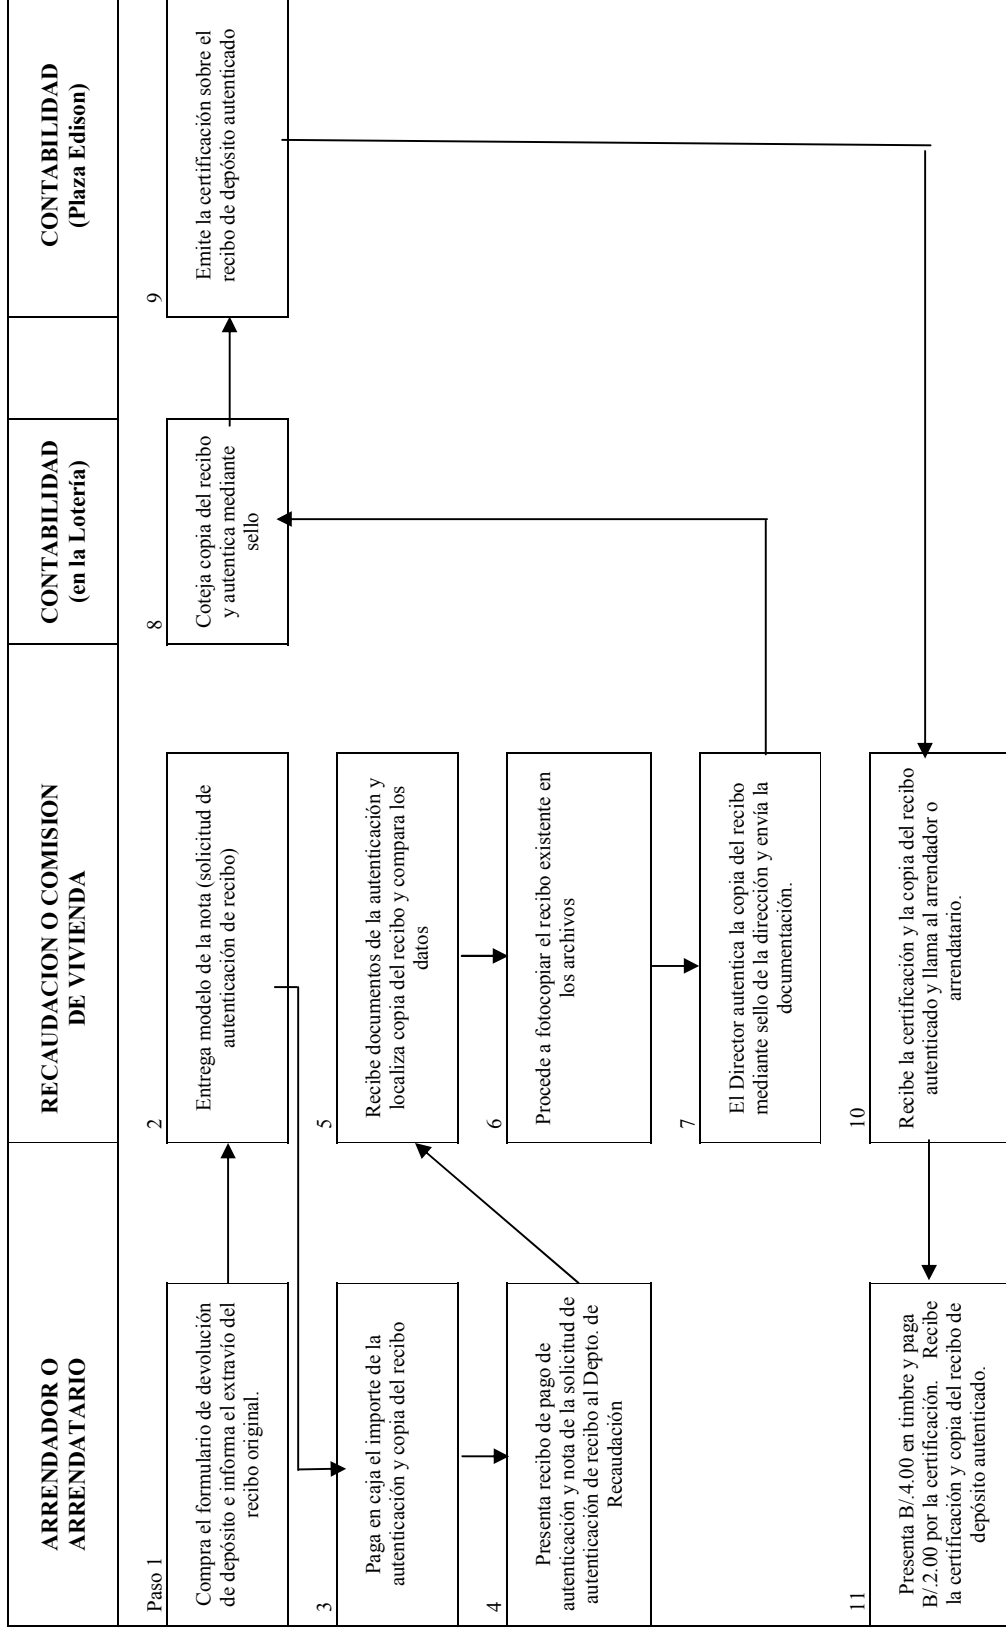 ARRENDADOR O
ARRENDATARIO
RECAUDACION O COMISION
DE VIVIENDA
CONTABILIDAD
(en la Lotería)
CONTABILIDAD
(Plaza Edison)
Paso 1
Compra el formulario de devolución
de depósito e informa el extravío del
recibo original.
2
Entrega modelo de la nota (solicitud de
autenticación de recibo)
3
Paga en caja el importe de la
autenticación y copia del recibo
4
Presenta recibo de pago de
autenticación y nota de la solicitud de
autenticación de recibo al Depto. de
Recaudación
5
Recibe documentos de la autenticación y
localiza copia del recibo y compara los
datos
6
Procede a fotocopiar el recibo existente en
los archivos
7
El Director autentica la copia del recibo
mediante sello de la dirección y envía la
documentación.
8
Coteja copia del recibo
y autentica mediante
sello
9
Emite la certificación sobre el
recibo de depósito autenticado
10
Recibe la certificación y la copia del recibo
autenticado y llama al arrendador o
arrendatario.
11
Presenta B/.4.00 en timbre y paga
B/.2.00 por la certificación. Recibe
la certificación y copia del recibo de
depósito autenticado.